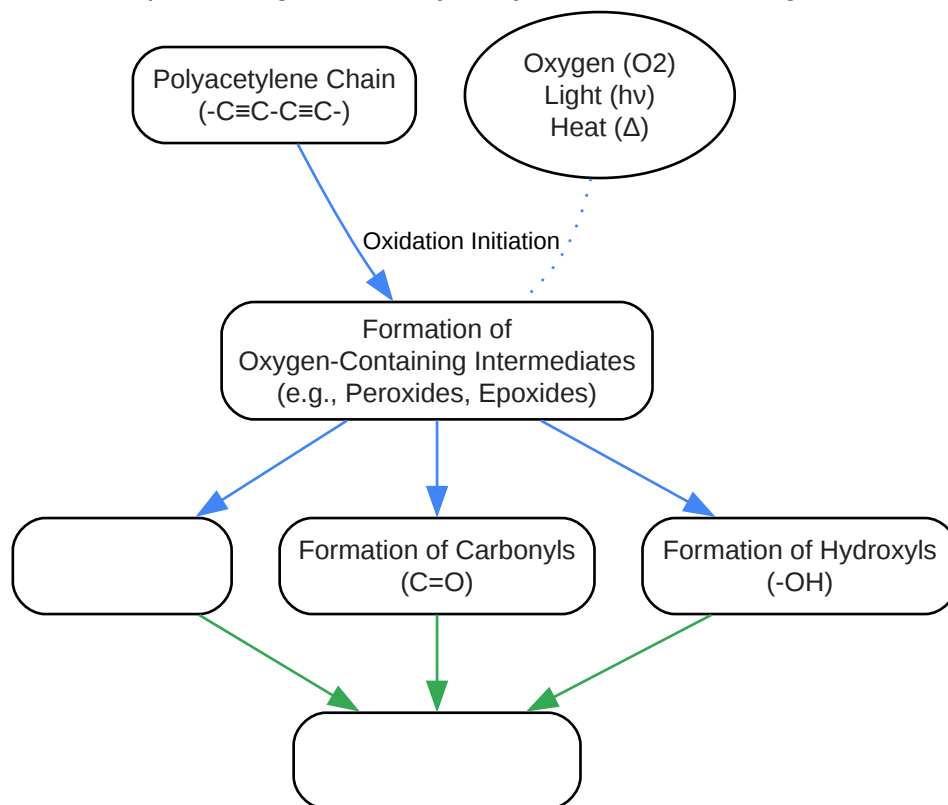 Polyacetylene Chain
(-C≡C-C≡C-)
Oxygen (O2)
Light (hν)
Heat (Δ)
Oxidation Initiation
Formation of
Oxygen-Containing Intermediates
(e.g., Peroxides, Epoxides)
Formation of Carbonyls
(C=O)
Formation of Hydroxyls
(-OH)